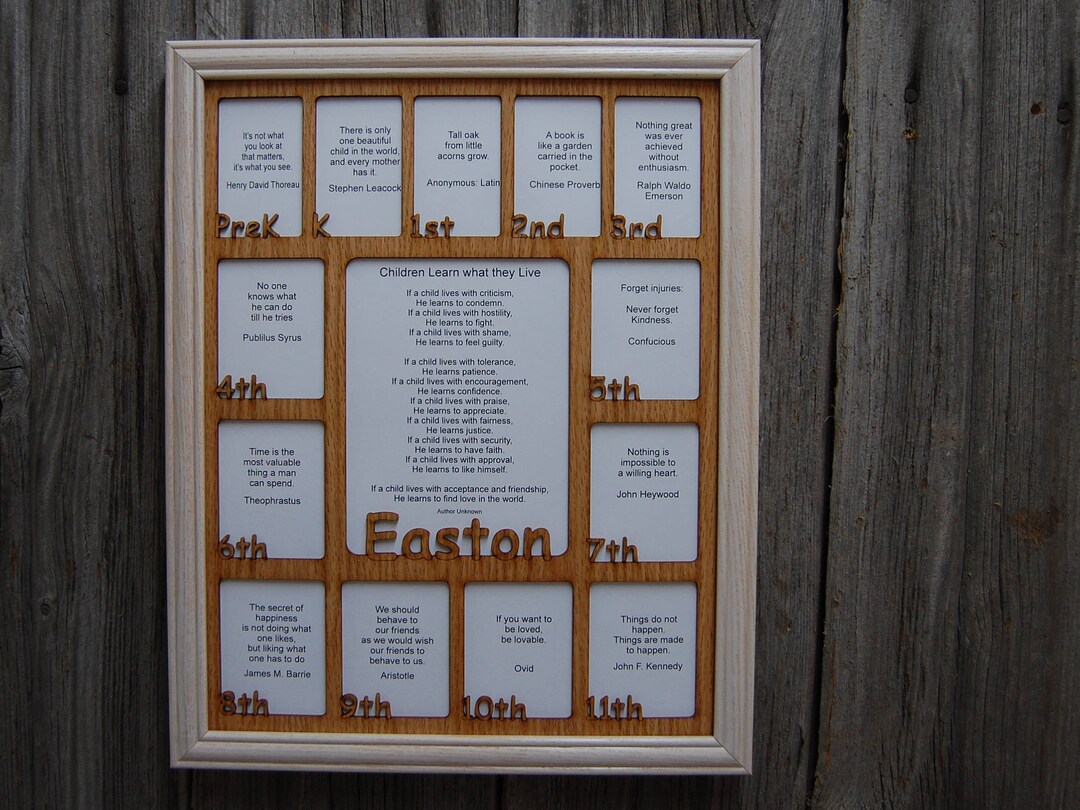 It's not what
you look at
that matters,
it's what you see.
Henry David Thoreau
PreK
There is only
one beautiful
child in the world,
and every mother
has it.
Stephen Leacock
K
Tall oak
from little
acorns grow.
Anonymous: Latin
1st
A book is
like a garden
carried in the
pocket.
Chinese Proverb
2nd
Nothing great
was ever
achieved
without
enthusiasm.
Ralph Waldo
Emerson
3rd
No one
knows what
he can do
till he tries
Publilus Syrus
4th
Children Learn what they Live
If a child lives with criticism,
He learns to condemn.
If a child lives with hostility,
He learns to fight.
If a child lives with shame,
He learns to feel guilty.
If a child lives with tolerance,
He learns patience.
If a child lives with encouragement,
He learns confidence.
If a child lives with praise,
He learns to appreciate.
If a child lives with fairness,
He learns justice.
If a child lives with security,
He learns to have faith.
If a child lives with approval,
He learns to like himself.
If a child lives with acceptance and friendship,
He learns to find love in the world.
Author Unknown
Easton
Forget injuries:
Never forget
Kindness.
Confucious
5th
Time is the
most valuable
thing a man
can spend.
Theophrastus
6th
Nothing is
impossible to
a willing heart.
John Heywood
7th
The secret of
happiness
is not doing what
one likes,
but liking what
one has to do
James M. Barrie
8th
We should
behave to
our friends
as we would wish
our friends to
behave to us.
Aristotle
9th
If you want to
be loved,
be lovable.
Ovid
10th
Things do not
happen.
Things are made
to happen.
John F. Kennedy
11th